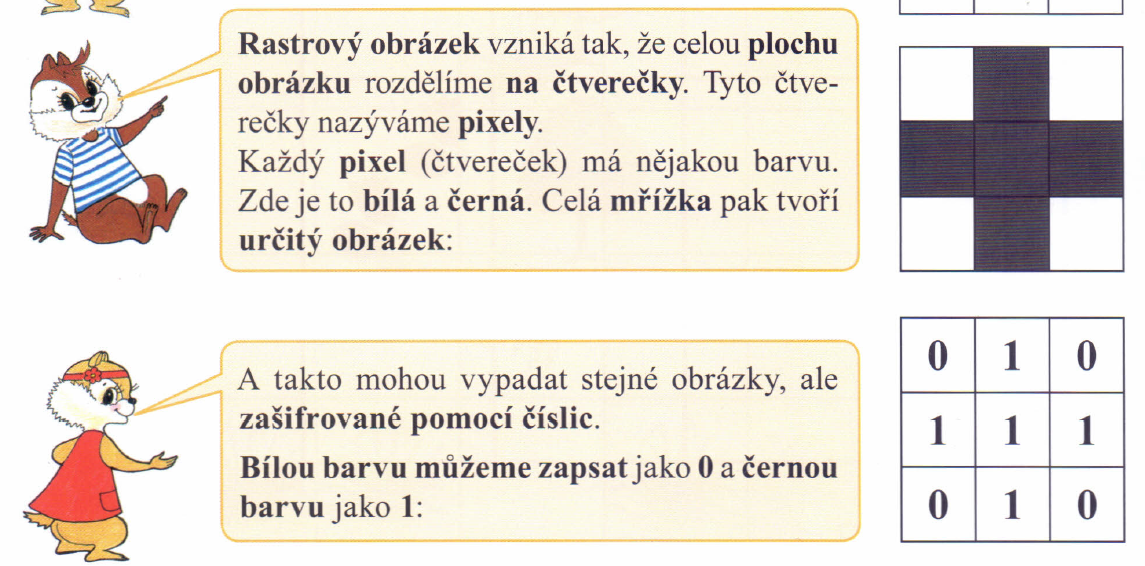 Rastrový obrázek vzniká tak, že celou plochu
obrázku rozdělíme na čtverečky. Tyto čtve-
rečky nazýváme pixely.
Každý pixel (čtvereček) má nějakou barvu.
Zde je to bílá a černá. Celá mřížka pak tvoří
určitý obrázek:
A takto mohou vypadat stejné obrázky, ale
zašifrované pomocí číslic.
Bílou barvu můžeme zapsat jako 0 a černou
barvu jako 1:
0 1 0
1 1 1
0 1 0